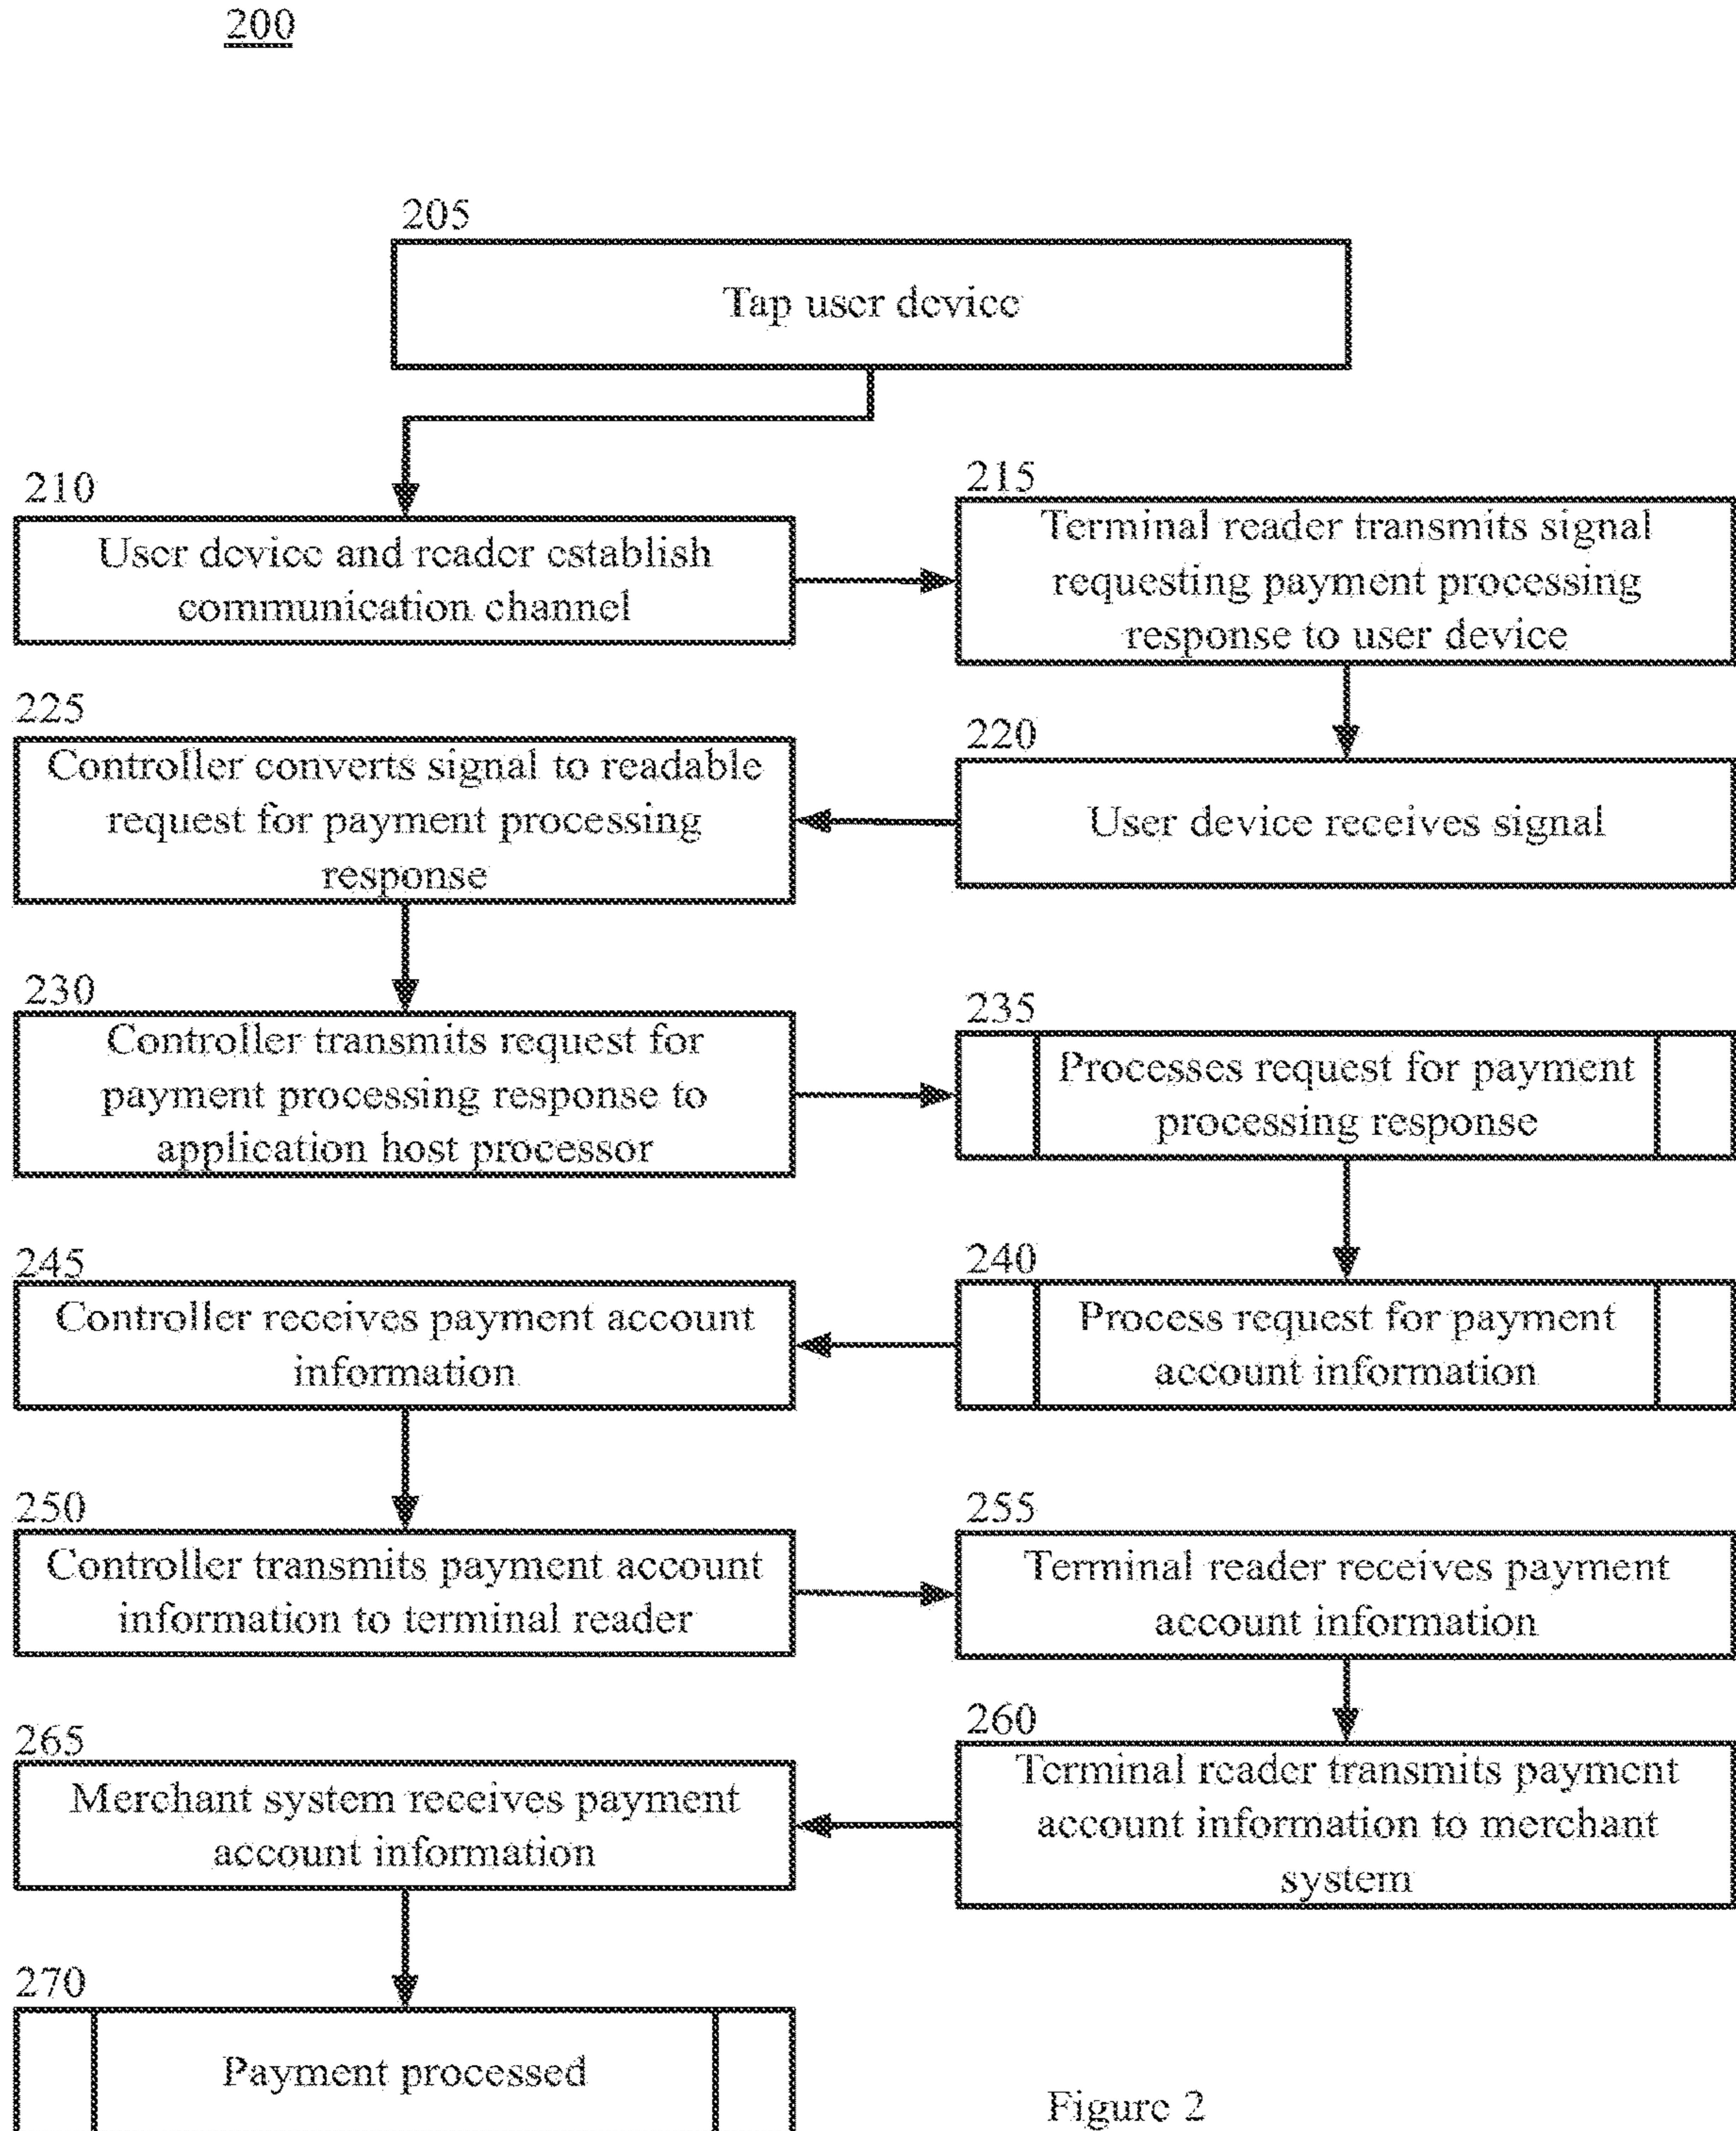 200
205
Tap user device
210
User device and reader establish
communication channel
215
Terminal reader transmits signal
requesting payment processing
response to user device
220
User device receives signal
225
Controller converts signal to readable
request for payment processing
response
230
Controller transmits request for
payment processing response to
application host processor
235
Processes request for payment
processing response
240
Process request for payment
account information
245
Controller receives payment account
information
250
Controller transmits payment account
information to terminal reader
255
Terminal reader receives payment
account information
260
Terminal reader transmits payment
account information to merchant
system
265
Merchant system receives payment
account information
270
Payment processed
Figure 2